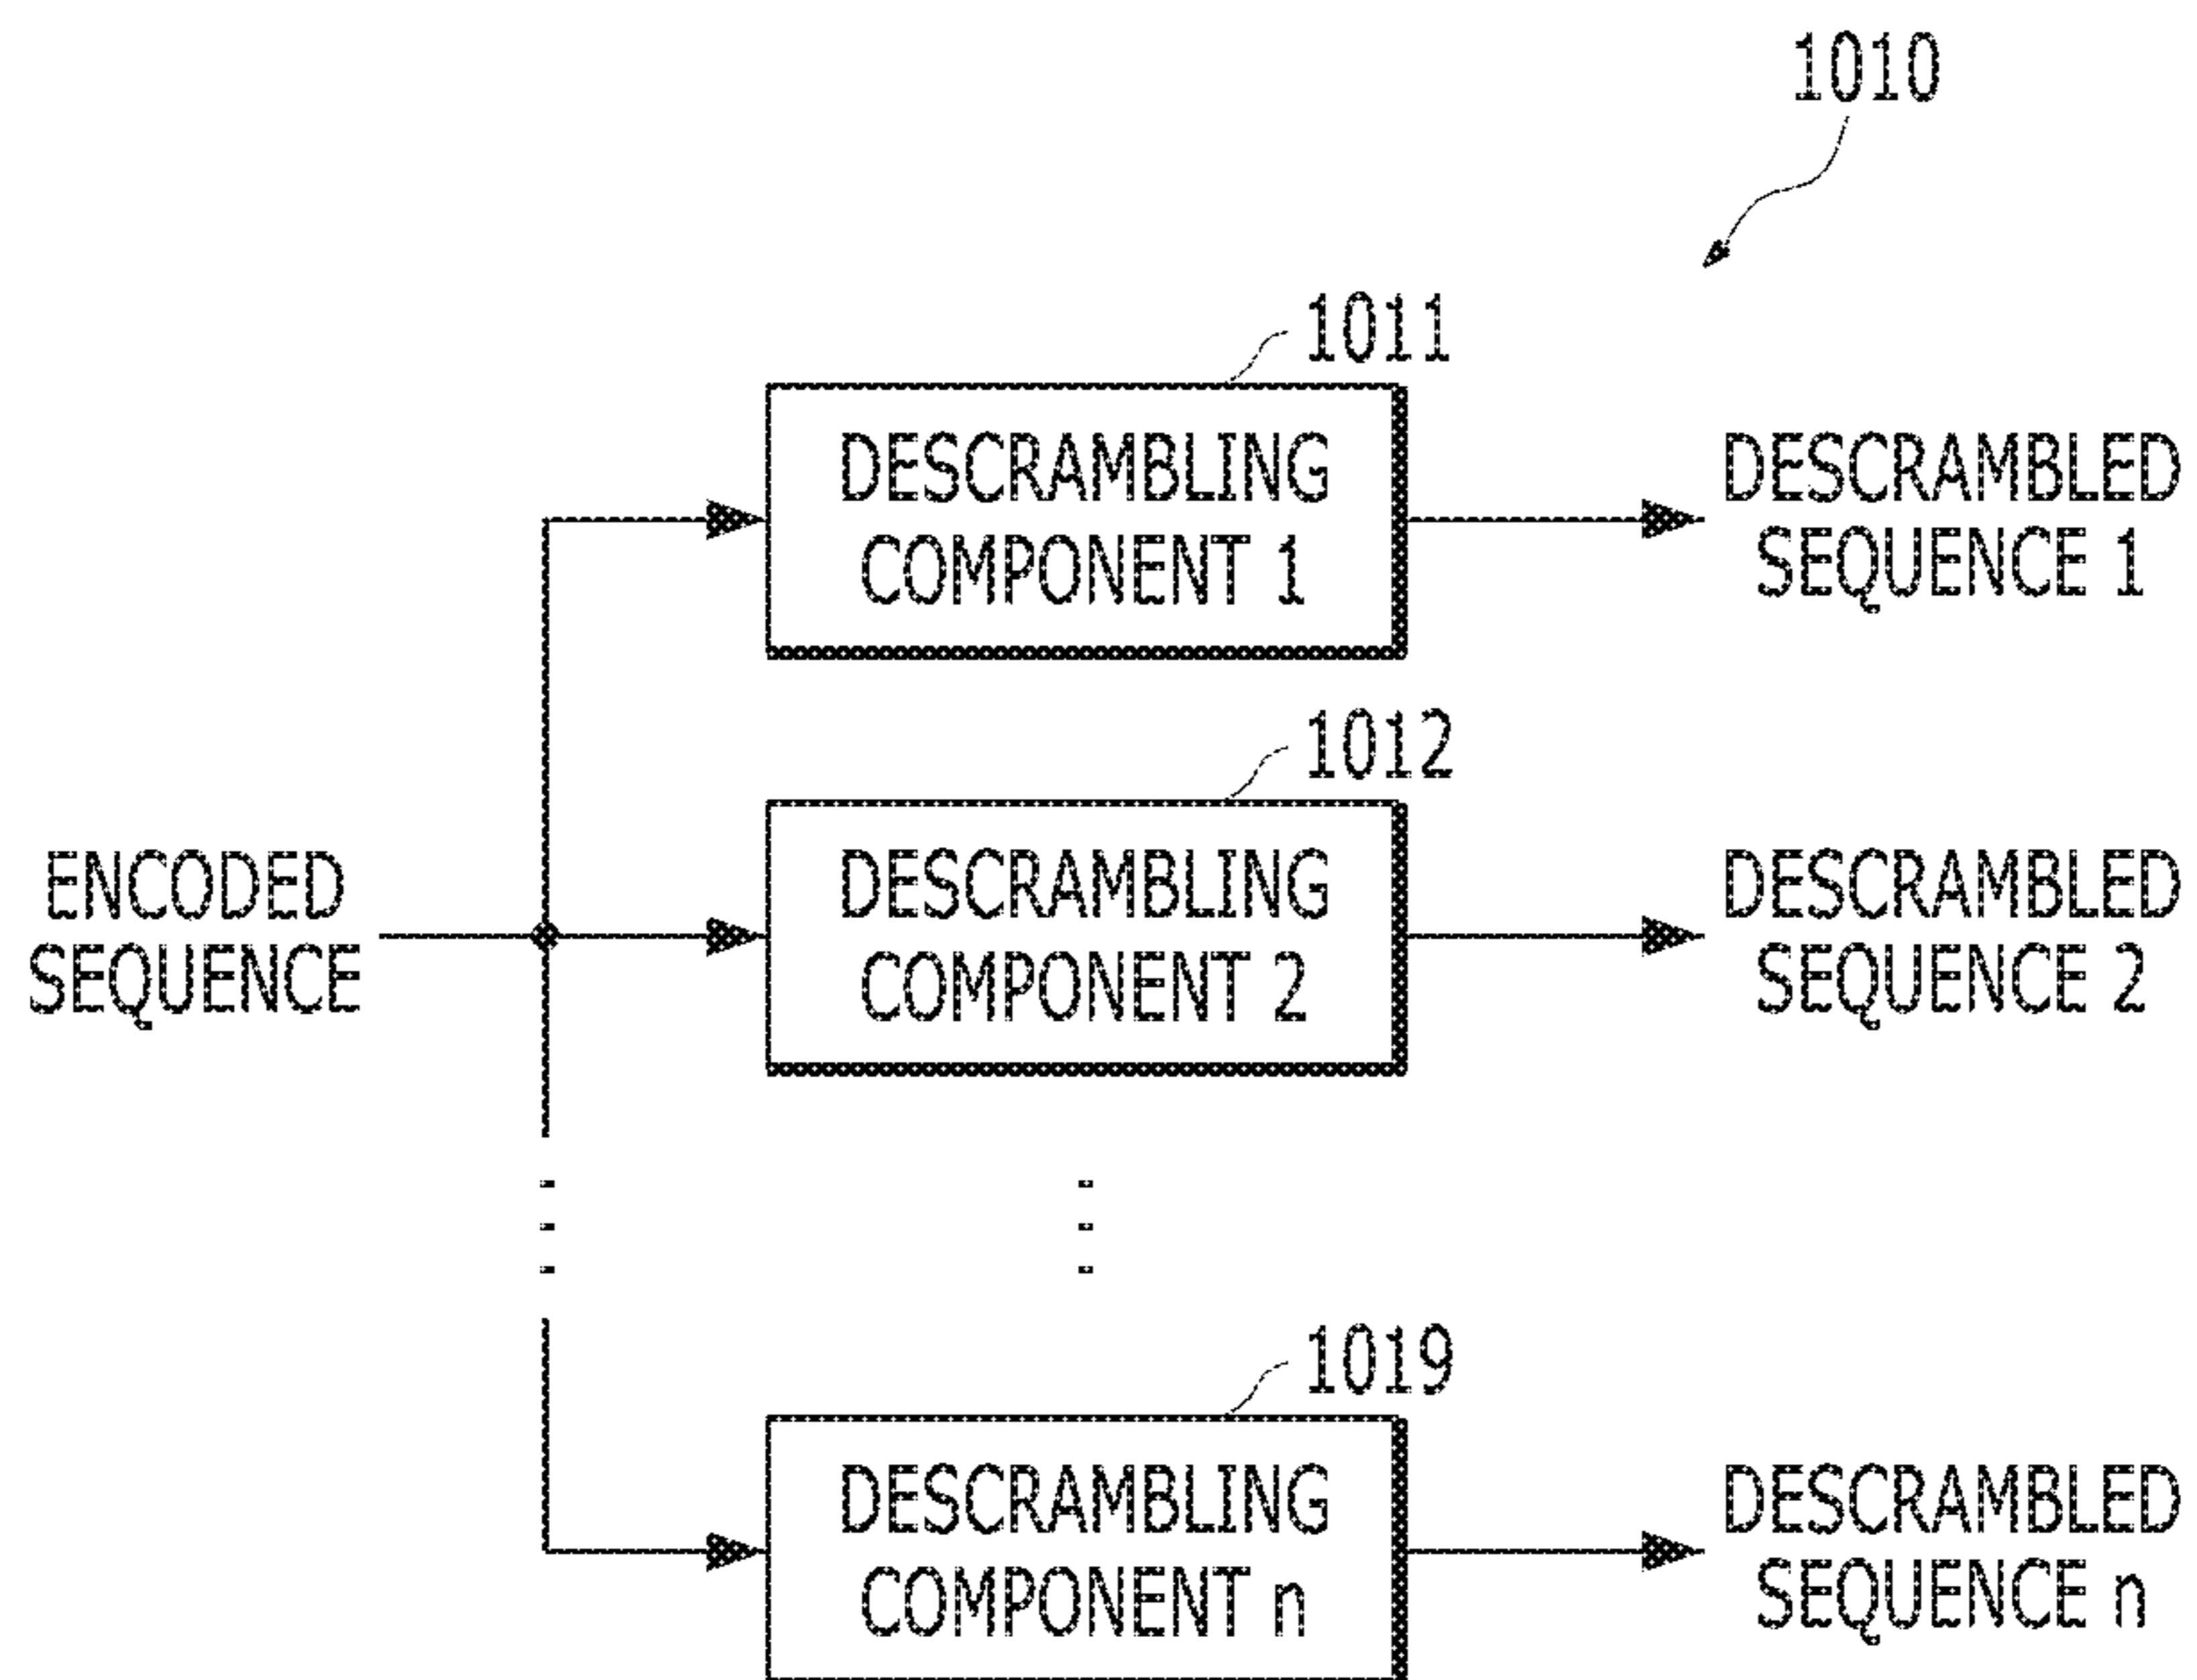 1010
1011
DESCRAMBLING
COMPONENT 1
DESCRAMBLED
SEQUENCE 1
1012
ENCODED
SEQUENCE
DESCRAMBLING
COMPONENT 2
DESCRAMBLED
SEQUENCE 2
1019
DESCRAMBLING
COMPONENT n
DESCRAMBLED
SEQUENCE n